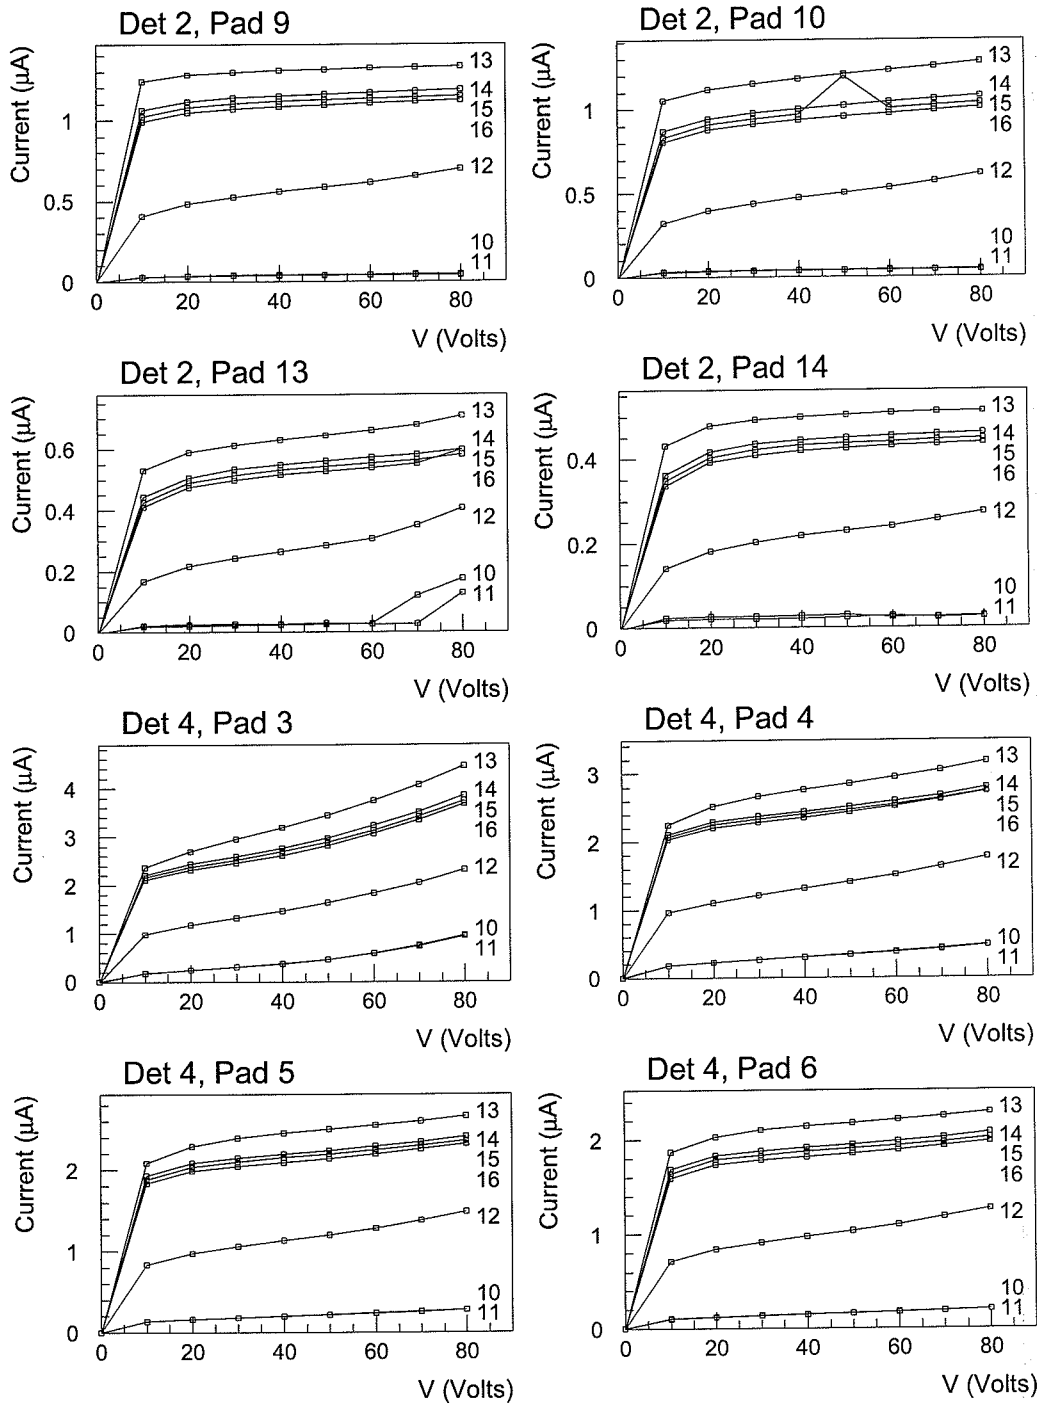 Det 2, Pad 9
Current (μA)
1
0.5
0
13
14
15
16
12
10
11
0 20 40 60 80
V (Volts)
Det 2, Pad 10
Current (μA)
1
0.5
0
13
14
15
16
12
10
11
0 20 40 60 80
V (Volts)
Det 2, Pad 13
Current (μA)
0.6
0.4
0.2
0
13
14
15
16
12
10
11
0 20 40 60 80
V (Volts)
Det 2, Pad 14
Current (μA)
0.4
0.2
0
13
14
15
16
12
10
11
0 20 40 60 80
V (Volts)
Det 4, Pad 3
Current (μA)
4
3
2
1
0
13
14
15
16
12
10
11
0 20 40 60 80
V (Volts)
Det 4, Pad 4
Current (μA)
3
2
1
0
13
14
15
16
12
10
11
0 20 40 60 80
V (Volts)
Det 4, Pad 5
Current (μA)
2
1
0
13
14
15
16
12
10
11
0 20 40 60 80
V (Volts)
Det 4, Pad 6
Current (μA)
2
1
0
13
14
15
16
12
10
11
0 20 40 60 80
V (Volts)